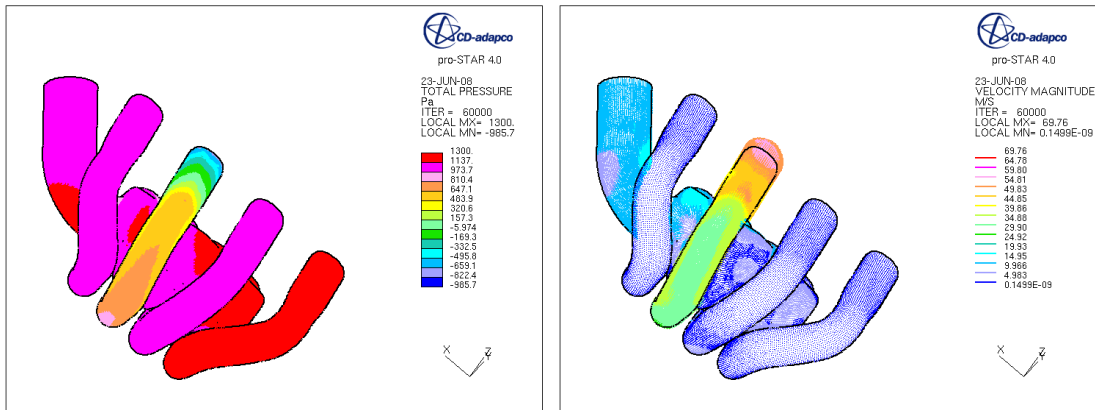 CD-adapco
pro-STAR 4.0
23-JUN-08
TOTAL PRESSURE
Pa
ITER = 60000
LOCAL MX= 1300.
LOCAL MN= -985.7
1300.
1137.
973.7
810.4
647.1
483.9
320.6
157.3
-5.974
-169.3
-332.5
-495.8
-659.1
-822.4
-985.7
X
Z
Y
CD-adapco
pro-STAR 4.0
23-JUN-08
VELOCITY MAGNITUDE
M/S
ITER = 60000
LOCAL MX= 69.76
LOCAL MN= 0.1499E-09
69.76
64.78
59.80
54.81
49.83
44.85
39.86
34.88
29.90
24.92
19.93
14.95
9.966
4.983
0.1499E-09
X
Z
Y